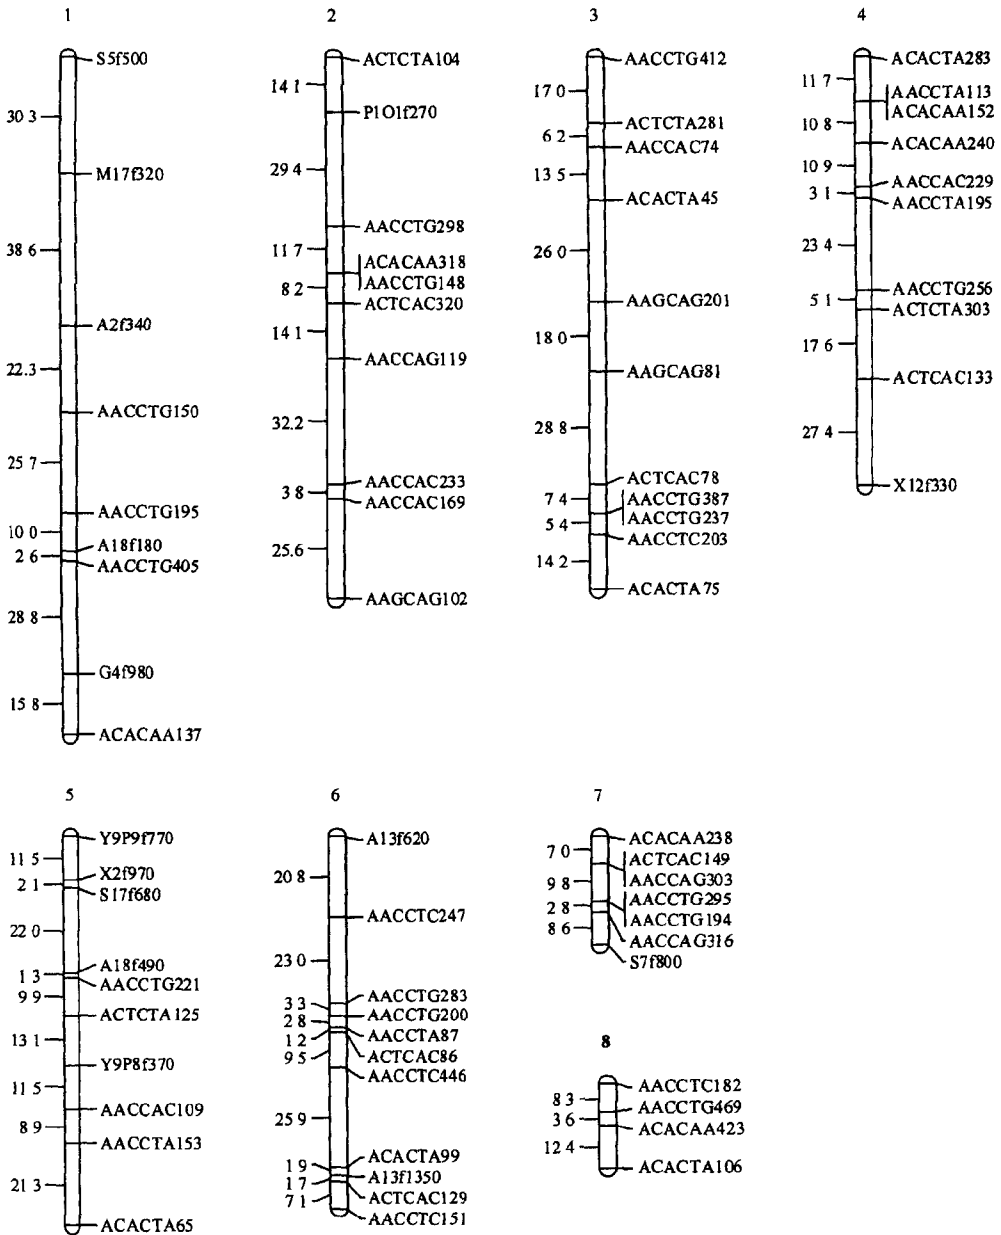 1
S5f500
30 3
M17f320
38 6
A2f340
22.3
AACCTG150
25 7
AACCTG195
10 0
A18f180
2 6
AACCTG405
28 8
G4f980
15 8
ACACAA137
2
ACTCTA104
14 1
P1O1f270
29 4
AACCTG298
11 7
ACACAA318
AACCTG148
8 2
ACTCAC320
14 1
AACCAG119
32.2
AACCAC233
3 8
AACCAC169
25.6
AAGCAG102
3
AACCTG412
17 0
ACTCTA281
6 2
AACCAC74
13 5
ACACTA45
26 0
AAGCAG201
18 0
AAGCAG81
28 8
ACTCAC78
7 4
AACCTG387
AACCTG237
5 4
AACCTC203
14 2
ACACTA75
4
ACACTA283
11 7
AACCTA113
ACACAA152
10 8
ACACAA240
10 9
AACCAC229
3 1
AACCTA195
23 4
AACCTG256
5 1
ACTCTA303
17 6
ACTCAC133
27 4
X12f330
5
Y9P9f770
11 5
X2f970
2 1
S17f680
22 0
A18f490
1 3
AACCTG221
9 9
ACTCTA125
13 1
Y9P8f370
11 5
AACCAC109
8 9
AACCTA153
21 3
ACACTA65
6
A13f620
20 8
AACCTC247
23 0
AACCTG283
3 3
AACCTG200
2 8
AACCTA87
1 2
ACTCAC86
9 5
AACCTC446
25 9
ACACTA99
1 9
A13f1350
1 7
ACTCAC129
7 1
AACCTC151
7
ACACAA238
7 0
ACTCAC149
AACCAG303
9 8
AACCTG295
AACCTG194
2 8
AACCAG316
8 6
S7f800
8
AACCTC182
8 3
AACCTG469
3 6
ACACAA423
12 4
ACACTA106